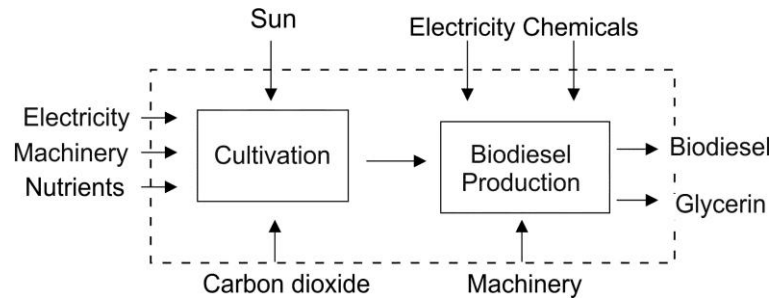 Sun
Electricity Chemicals
Electricity
Machinery
Nutrients
Cultivation
Biodiesel
Production
Biodiesel
Glycerin
Carbon dioxide
Machinery